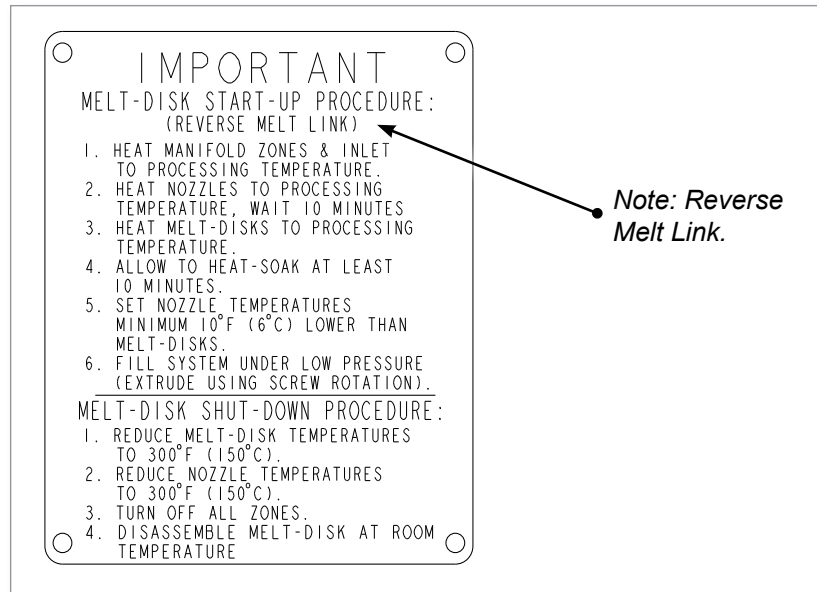 IMPORTANT
MELT-DISK START-UP PROCEDURE:
(REVERSE MELT LINK)
1. HEAT MANIFOLD ZONES & INLET
TO PROCESSING TEMPERATURE.
2. HEAT NOZZLES TO PROCESSING
TEMPERATURE, WAIT 10 MINUTES
3. HEAT MELT-DISKS TO PROCESSING
TEMPERATURE.
4. ALLOW TO HEAT-SOAK AT LEAST
10 MINUTES.
5. SET NOZZLE TEMPERATURES
MINIMUM 10°F (6°C) LOWER THAN
MELT-DISKS.
6. FILL SYSTEM UNDER LOW PRESSURE
(EXTRUDE USING SCREW ROTATION).
MELT-DISK SHUT-DOWN PROCEDURE:
1. REDUCE MELT-DISK TEMPERATURES
TO 300°F (150°C).
2. REDUCE NOZZLE TEMPERATURES
TO 300°F (150°C).
3. TURN OFF ALL ZONES.
4. DISASSEMBLE MELT-DISK AT ROOM
TEMPERATURE
Note: Reverse
Melt Link.